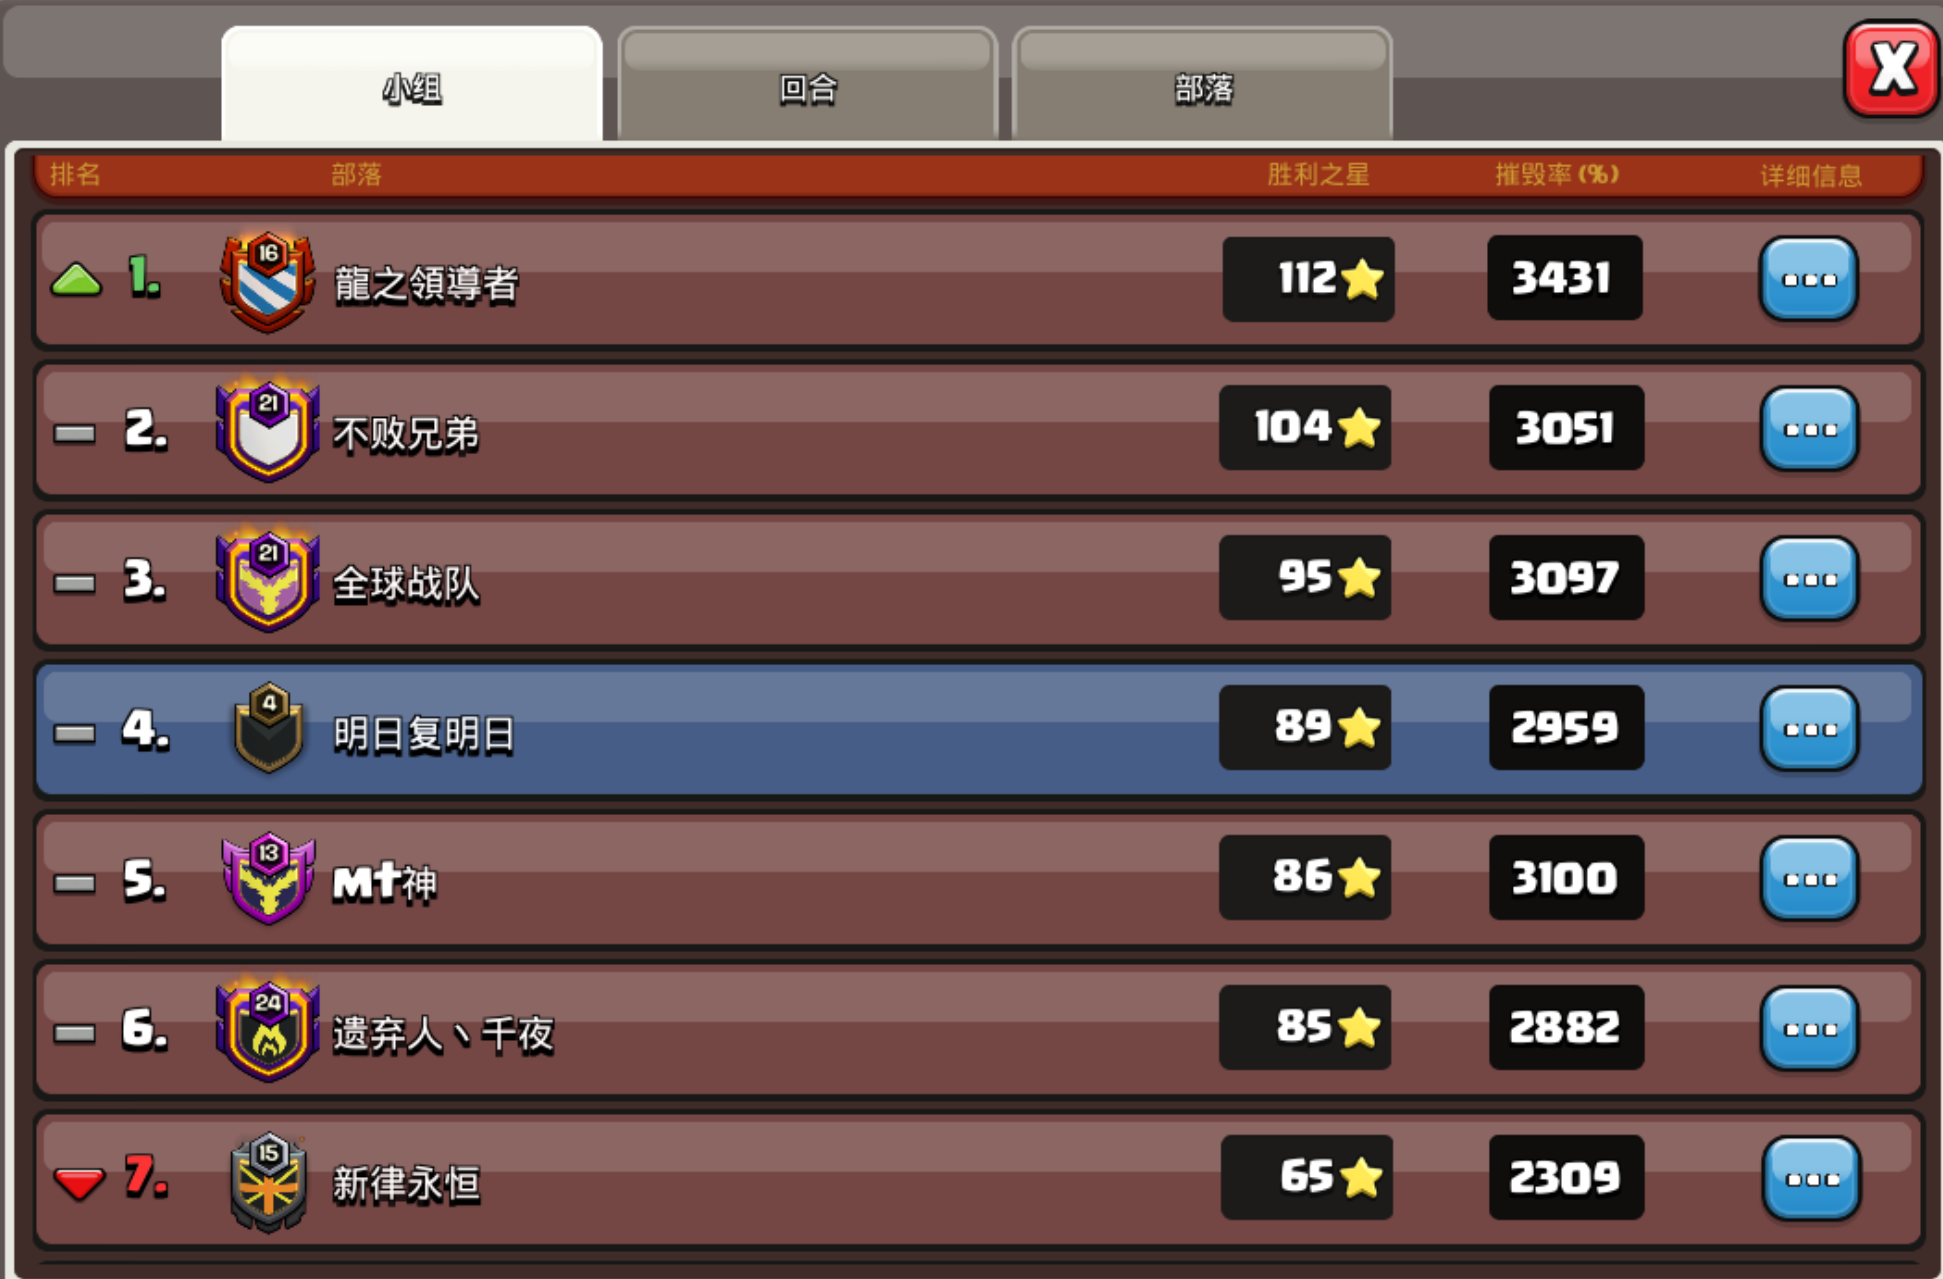 小组 回合 部落
X
排名 部落 胜利之星 摧毁率(%) 详细信息
1. 16 龍之領導者 112 3431
2. 21 不败兄弟 104 3051
3. 21 全球战队 95 3097
4. 4 明日复明日 89 2959
5. 13 Mt神 86 3100
6. 24 遗弃人丶千夜 85 2882
7. 15 新律永恒 65 2309